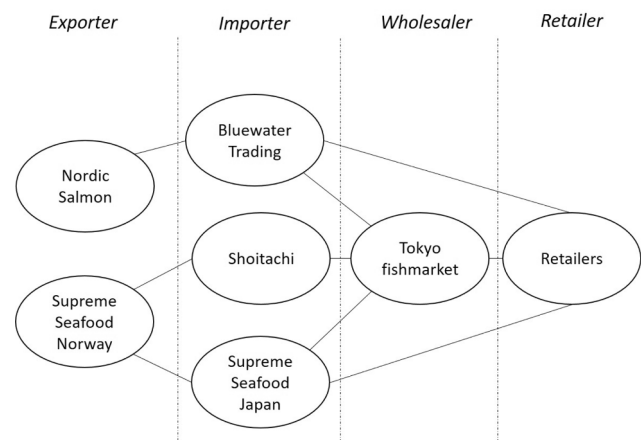 Exporter
Importer
Wholesaler
Retailer
Bluewater
Trading
Nordic
Salmon
Shoitachi
Tokyo
fishmarket
Retailers
Supreme
Seafood
Norway
Supreme
Seafood
Japan